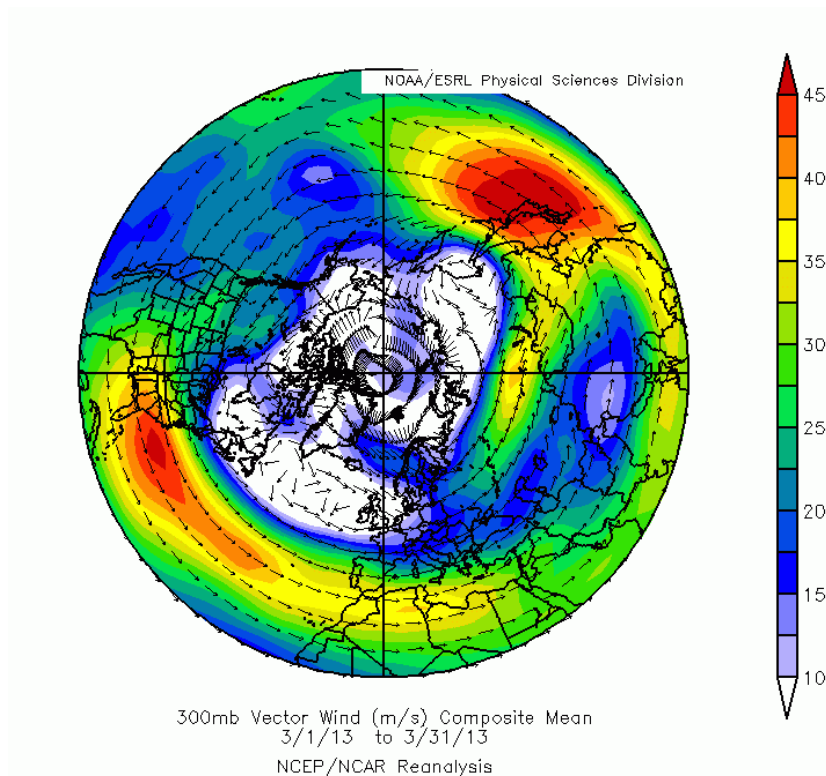 NOAA/ESRL Physical Sciences Division
45
40
35
30
25
20
15
10
300mb Vector Wind (m/s) Composite Mean
3/1/13 to 3/31/13
NCEP/NCAR Reanalysis